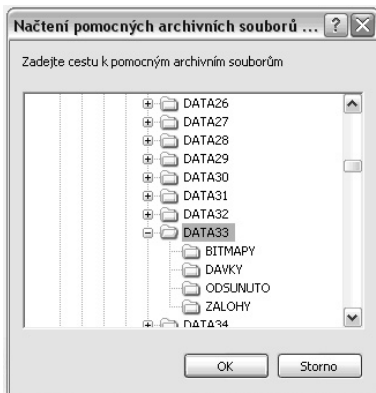 Načtení pomocných archivních souborů ...
Zadejte cestu k pomocným archivním souborům
DATA26
DATA27
DATA28
DATA29
DATA30
DATA31
DATA32
DATA33
BITMAPY
DAVKY
ODSUNUTO
ZALOHY
DATA34
OK Storno